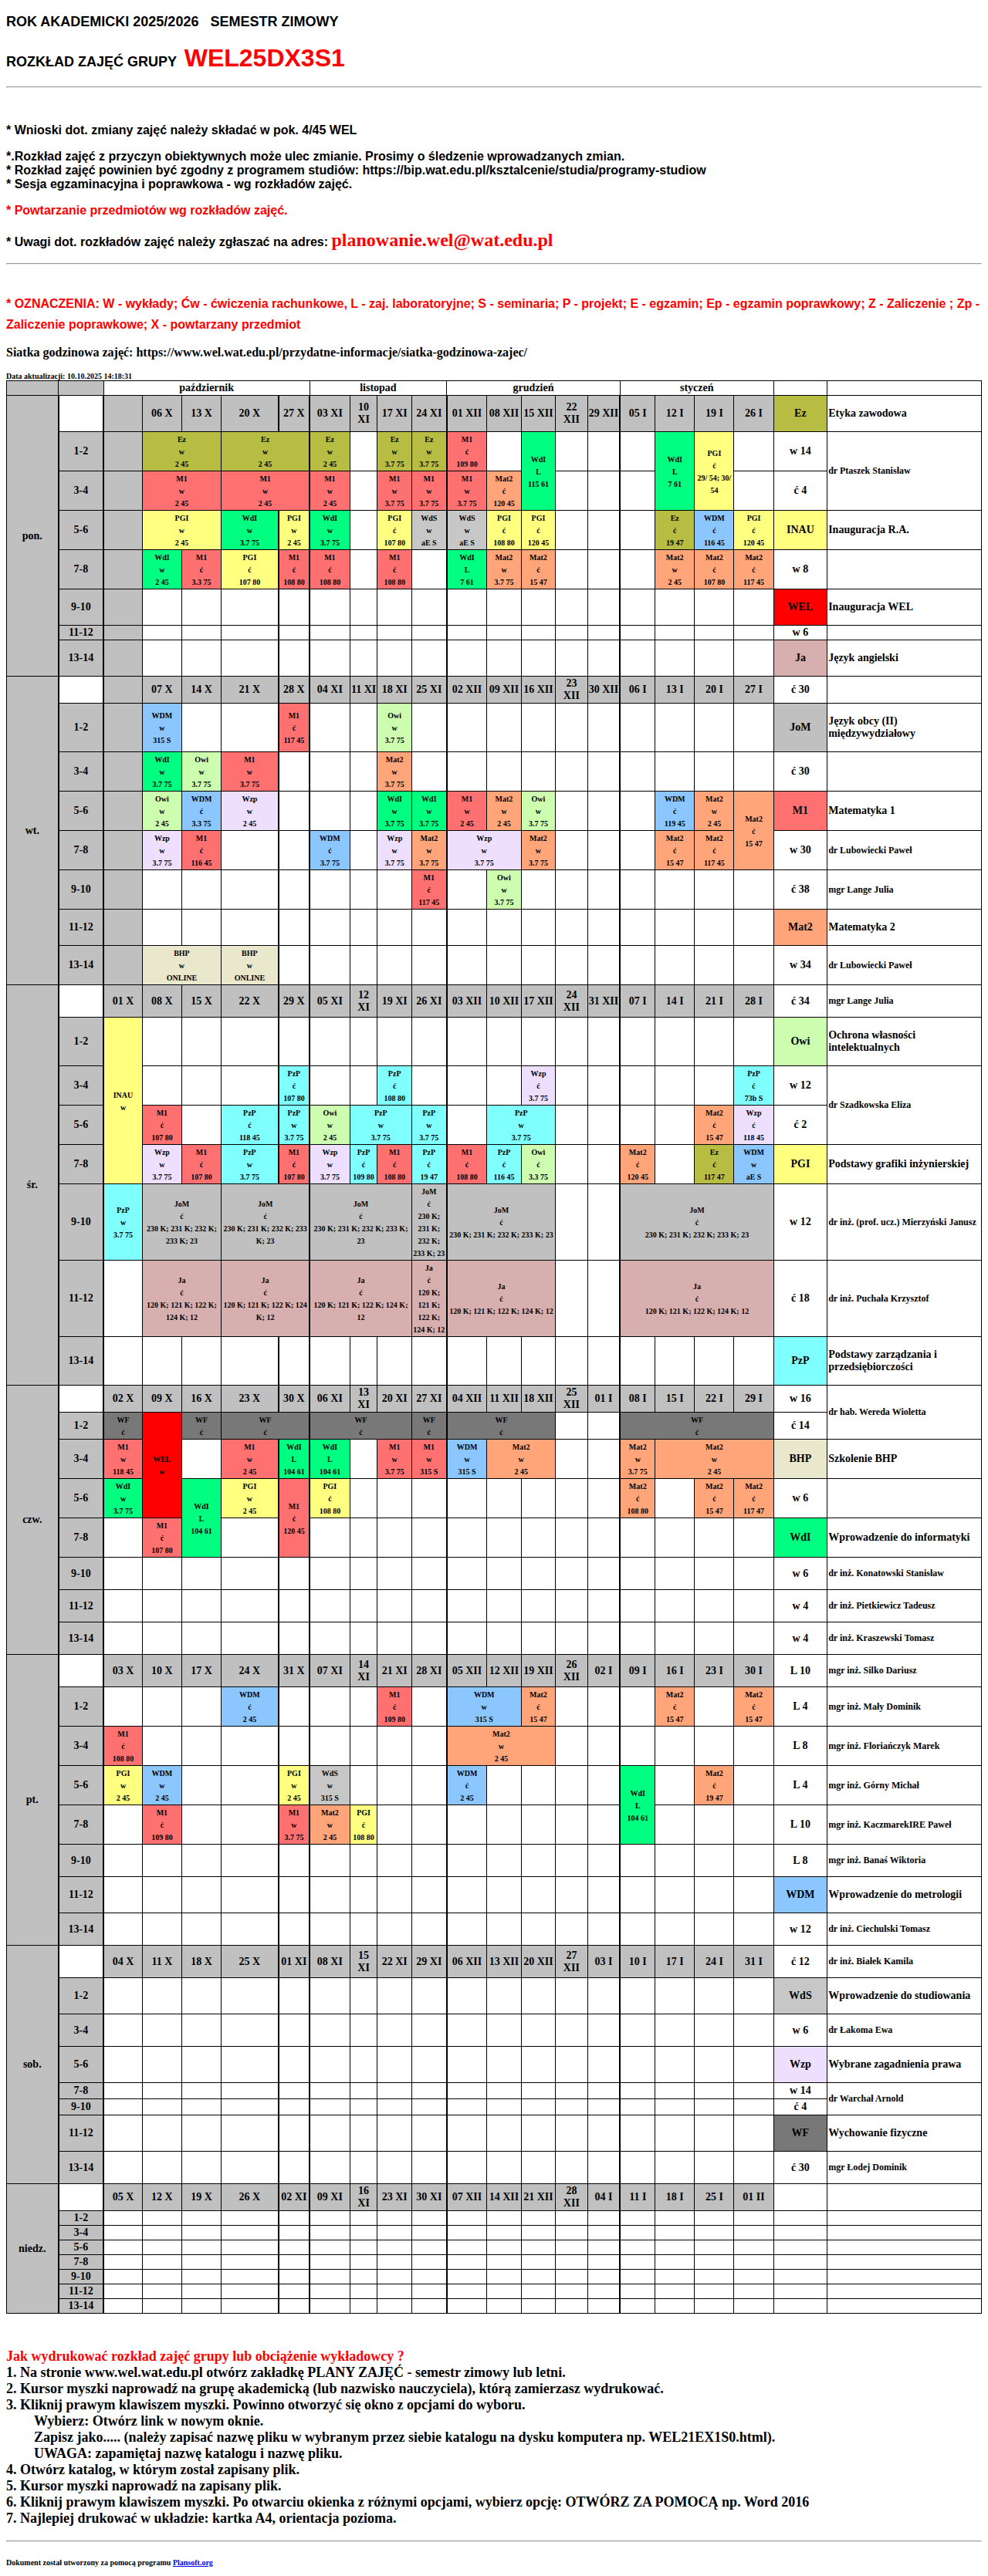 ROK AKADEMICKI 2025/2026 SEMESTR ZIMOWY
ROZKŁAD ZAJĘĆ GRUPY WEL25DX3S1
* Wnioski dot. zmiany zajęć należy składać w pok. 4/45 WEL
*.Rozkład zajęć z przyczyn obiektywnych może ulec zmianie. Prosimy o śledzenie wprowadzanych zmian.
* Rozkład zajęć powinien być zgodny z programem studiów: https://bip.wat.edu.pl/ksztalcenie/studia/programy-studiow
* Sesja egzaminacyjna i poprawkowa - wg rozkładów zajęć.
* Powtarzanie przedmiotów wg rozkładów zajęć.
* Uwagi dot. rozkładów zajęć należy zgłaszać na adres: planowanie.wel@wat.edu.pl
* OZNACZENIA: W - wykłady; Ćw - ćwiczenia rachunkowe, L - zaj. laboratoryjne; S - seminaria; P - projekt; E - egzamin; Ep - egzamin poprawkowy; Z - Zaliczenie ; Zp -
Zaliczenie poprawkowe; X - powtarzany przedmiot
Siatka godzinowa zajęć: https://www.wel.wat.edu.pl/przydatne-informacje/siatka-godzinowa-zajec/
Data aktualizacji: 10.10.2025 14:18:31
październik listopad grudzień styczeń
pon. 06 X 13 X 20 X 27 X 03 XI 10 XI 17 XI 24 XI 01 XII 08 XII 15 XII 22 XII 29 XII 05 I 12 I 19 I 26 I Ez Etyka zawodowa
1-2 Ez w 2 45 Ez w 2 45 Ez w 2 45 Ez w 3.7 75 Ez w 3.7 75 M1 ć 109 80 WdI L 115 61 WdI L 7 61 PGI ć 29/ 54; 30/ 54 w 14 dr Ptaszek Stanisław
3-4 M1 w 2 45 M1 w 2 45 M1 w 2 45 M1 w 3.7 75 M1 w 3.7 75 M1 w 3.7 75 Mat2 ć 120 45 ć 4
5-6 PGI w 2 45 WdI w 3.7 75 PGI w 2 45 WdI w 3.7 75 PGI ć 107 80 WdS w aE S WdS w aE S PGI ć 108 80 PGI ć 120 45 Ez ć 19 47 WDM ć 116 45 PGI ć 120 45 INAU Inauguracja R.A.
7-8 WdI w 2 45 M1 ć 3.3 75 PGI ć 107 80 M1 ć 108 80 M1 ć 108 80 M1 ć 108 80 WdI L 7 61 Mat2 w 3.7 75 Mat2 ć 15 47 Mat2 w 2 45 Mat2 ć 107 80 Mat2 ć 117 45 w 8
9-10 WEL Inauguracja WEL
11-12 w 6
13-14 Ja Język angielski
wt. 07 X 14 X 21 X 28 X 04 XI 11 XI 18 XI 25 XI 02 XII 09 XII 16 XII 23 XII 30 XII 06 I 13 I 20 I 27 I ć 30
1-2 WDM w 315 S M1 ć 117 45 Owi w 3.7 75 JoM Język obcy (II) międzywydziałowy
3-4 WdI w 3.7 75 Owi w 3.7 75 M1 w 3.7 75 Mat2 w 3.7 75 ć 30
5-6 Owi w 2 45 WDM ć 3.3 75 Wzp w 2 45 WdI w 3.7 75 WdI w 3.7 75 M1 w 2 45 Mat2 w 2 45 Owi w 3.7 75 WDM ć 119 45 Mat2 w 2 45 Mat2 ć 15 47 M1 Matematyka 1
7-8 Wzp w 3.7 75 M1 ć 116 45 WDM ć 3.7 75 Wzp w 3.7 75 Mat2 w 3.7 75 Wzp w 3.7 75 Mat2 w 3.7 75 Mat2 ć 15 47 Mat2 ć 117 45 w 30 dr Lubowiecki Paweł
9-10 M1 ć 117 45 Owi w 3.7 75 ć 38 mgr Lange Julia
11-12 Mat2 Matematyka 2
13-14 BHP w ONLINE BHP w ONLINE w 34 dr Lubowiecki Paweł
śr. 01 X 08 X 15 X 22 X 29 X 05 XI 12 XI 19 XI 26 XI 03 XII 10 XII 17 XII 24 XII 31 XII 07 I 14 I 21 I 28 I ć 34 mgr Lange Julia
1-2 INAU w Owi Ochrona własności intelektualnych
3-4 PzP ć 107 80 PzP ć 108 80 Wzp ć 3.7 75 PzP ć 73b S w 12 dr Szadkowska Eliza
5-6 M1 ć 107 80 PzP ć 118 45 PzP w 3.7 75 Owi w 2 45 PzP w 3.7 75 PzP w 3.7 75 PzP w 3.7 75 Mat2 ć 15 47 Wzp ć 118 45 ć 2
7-8 Wzp w 3.7 75 M1 ć 107 80 PzP w 3.7 75 M1 ć 107 80 Wzp w 3.7 75 PzP ć 109 80 M1 ć 108 80 PzP ć 19 47 M1 ć 108 80 PzP ć 116 45 Owi ć 3.3 75 Mat2 ć 120 45 Ez ć 117 47 WDM w aE S PGI Podstawy grafiki inżynierskiej
9-10 PzP w 3.7 75 JoM ć 230 K; 231 K; 232 K; 233 K; 23 JoM ć 230 K; 231 K; 232 K; 233 K; 23 JoM ć 230 K; 231 K; 232 K; 233 K; 23 JoM ć 230 K; 231 K; 232 K; 233 K; 23 JoM ć 230 K; 231 K; 232 K; 233 K; 23 JoM ć 230 K; 231 K; 232 K; 233 K; 23 w 12 dr inż. (prof. ucz.) Mierzyński Janusz
11-12 Ja ć 120 K; 121 K; 122 K; 124 K; 12 Ja ć 120 K; 121 K; 122 K; 124 K; 12 Ja ć 120 K; 121 K; 122 K; 124 K; 12 Ja ć 120 K; 121 K; 122 K; 124 K; 12 Ja ć 120 K; 121 K; 122 K; 124 K; 12 Ja ć 120 K; 121 K; 122 K; 124 K; 12 ć 18 dr inż. Puchała Krzysztof
13-14 PzP Podstawy zarządzania i przedsiębiorczości
czw. 02 X 09 X 16 X 23 X 30 X 06 XI 13 XI 20 XI 27 XI 04 XII 11 XII 18 XII 25 XII 01 I 08 I 15 I 22 I 29 I w 16 dr hab. Wereda Wioletta
1-2 WF ć WEL w WF ć WF ć WF ć WF ć WF ć WF ć ć 14
3-4 M1 w 118 45 M1 w 2 45 WdI L 104 61 WdI L 104 61 M1 w 3.7 75 M1 w 315 S WDM w 315 S Mat2 w 2 45 Mat2 w 3.7 75 Mat2 w 2 45 BHP Szkolenie BHP
5-6 WdI w 3.7 75 WdI L 104 61 PGI w 2 45 M1 ć 120 45 PGI ć 108 80 Mat2 ć 108 80 Mat2 ć 15 47 Mat2 ć 117 47 w 6
7-8 M1 ć 107 80 WdI Wprowadzenie do informatyki
9-10 w 6 dr inż. Konatowski Stanisław
11-12 w 4 dr inż. Pietkiewicz Tadeusz
13-14 w 4 dr inż. Kraszewski Tomasz
pt. 03 X 10 X 17 X 24 X 31 X 07 XI 14 XI 21 XI 28 XI 05 XII 12 XII 19 XII 26 XII 02 I 09 I 16 I 23 I 30 I L 10 mgr inż. Silko Dariusz
1-2 WDM ć 2 45 M1 ć 109 80 WDM w 315 S Mat2 ć 15 47 Mat2 ć 15 47 Mat2 ć 15 47 L 4 mgr inż. Mały Dominik
3-4 M1 ć 108 80 Mat2 w 2 45 L 8 mgr inż. Floriańczyk Marek
5-6 PGI w 2 45 WDM w 2 45 PGI w 2 45 WdS w 315 S WDM ć 2 45 WdI L 104 61 Mat2 ć 19 47 L 4 mgr inż. Górny Michał
7-8 M1 ć 109 80 M1 w 3.7 75 Mat2 w 2 45 PGI ć 108 80 L 10 mgr inż. KaczmarekIRE Paweł
9-10 L 8 mgr inż. Banaś Wiktoria
11-12 WDM Wprowadzenie do metrologii
13-14 w 12 dr inż. Ciechulski Tomasz
sob. 04 X 11 X 18 X 25 X 01 XI 08 XI 15 XI 22 XI 29 XI 06 XII 13 XII 20 XII 27 XII 03 I 10 I 17 I 24 I 31 I ć 12 dr inż. Białek Kamila
1-2 WdS Wprowadzenie do studiowania
3-4 w 6 dr Łakoma Ewa
5-6 Wzp Wybrane zagadnienia prawa
7-8 w 14 dr Warchał Arnold
9-10 ć 4
11-12 WF Wychowanie fizyczne
13-14 ć 30 mgr Łodej Dominik
niedz. 05 X 12 X 19 X 26 X 02 XI 09 XI 16 XI 23 XI 30 XI 07 XII 14 XII 21 XII 28 XII 04 I 11 I 18 I 25 I 01 II
1-2
3-4
5-6
7-8
9-10
11-12
13-14
Jak wydrukować rozkład zajęć grupy lub obciążenie wykładowcy ?
1. Na stronie www.wel.wat.edu.pl otwórz zakładkę PLANY ZAJĘĆ - semestr zimowy lub letni.
2. Kursor myszki naprowadź na grupę akademicką (lub nazwisko nauczyciela), którą zamierzasz wydrukować.
3. Kliknij prawym klawiszem myszki. Powinno otworzyć się okno z opcjami do wyboru.
Wybierz: Otwórz link w nowym oknie.
Zapisz jako..... (należy zapisać nazwę pliku w wybranym przez siebie katalogu na dysku komputera np. WEL21EX1S0.html).
UWAGA: zapamiętaj nazwę katalogu i nazwę pliku.
4. Otwórz katalog, w którym został zapisany plik.
5. Kursor myszki naprowadź na zapisany plik.
6. Kliknij prawym klawiszem myszki. Po otwarciu okienka z różnymi opcjami, wybierz opcję: OTWÓRZ ZA POMOCĄ np. Word 2016
7. Najlepiej drukować w układzie: kartka A4, orientacja pozioma.
Dokument został utworzony za pomocą programu Plansoft.org